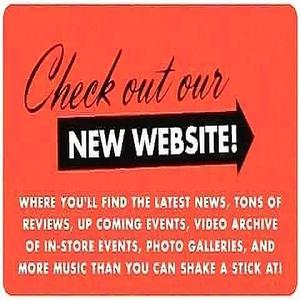 Check out our
NEW WEBSITE!
WHERE YOU'LL FIND THE LATEST NEWS, TONS OF
REVIEWS, UP COMING EVENTS, VIDEO ARCHIVE
OF IN-STORE EVENTS, PHOTO GALLERIES, AND
MORE MUSIC THAN YOU CAN SHAKE A STICK AT!